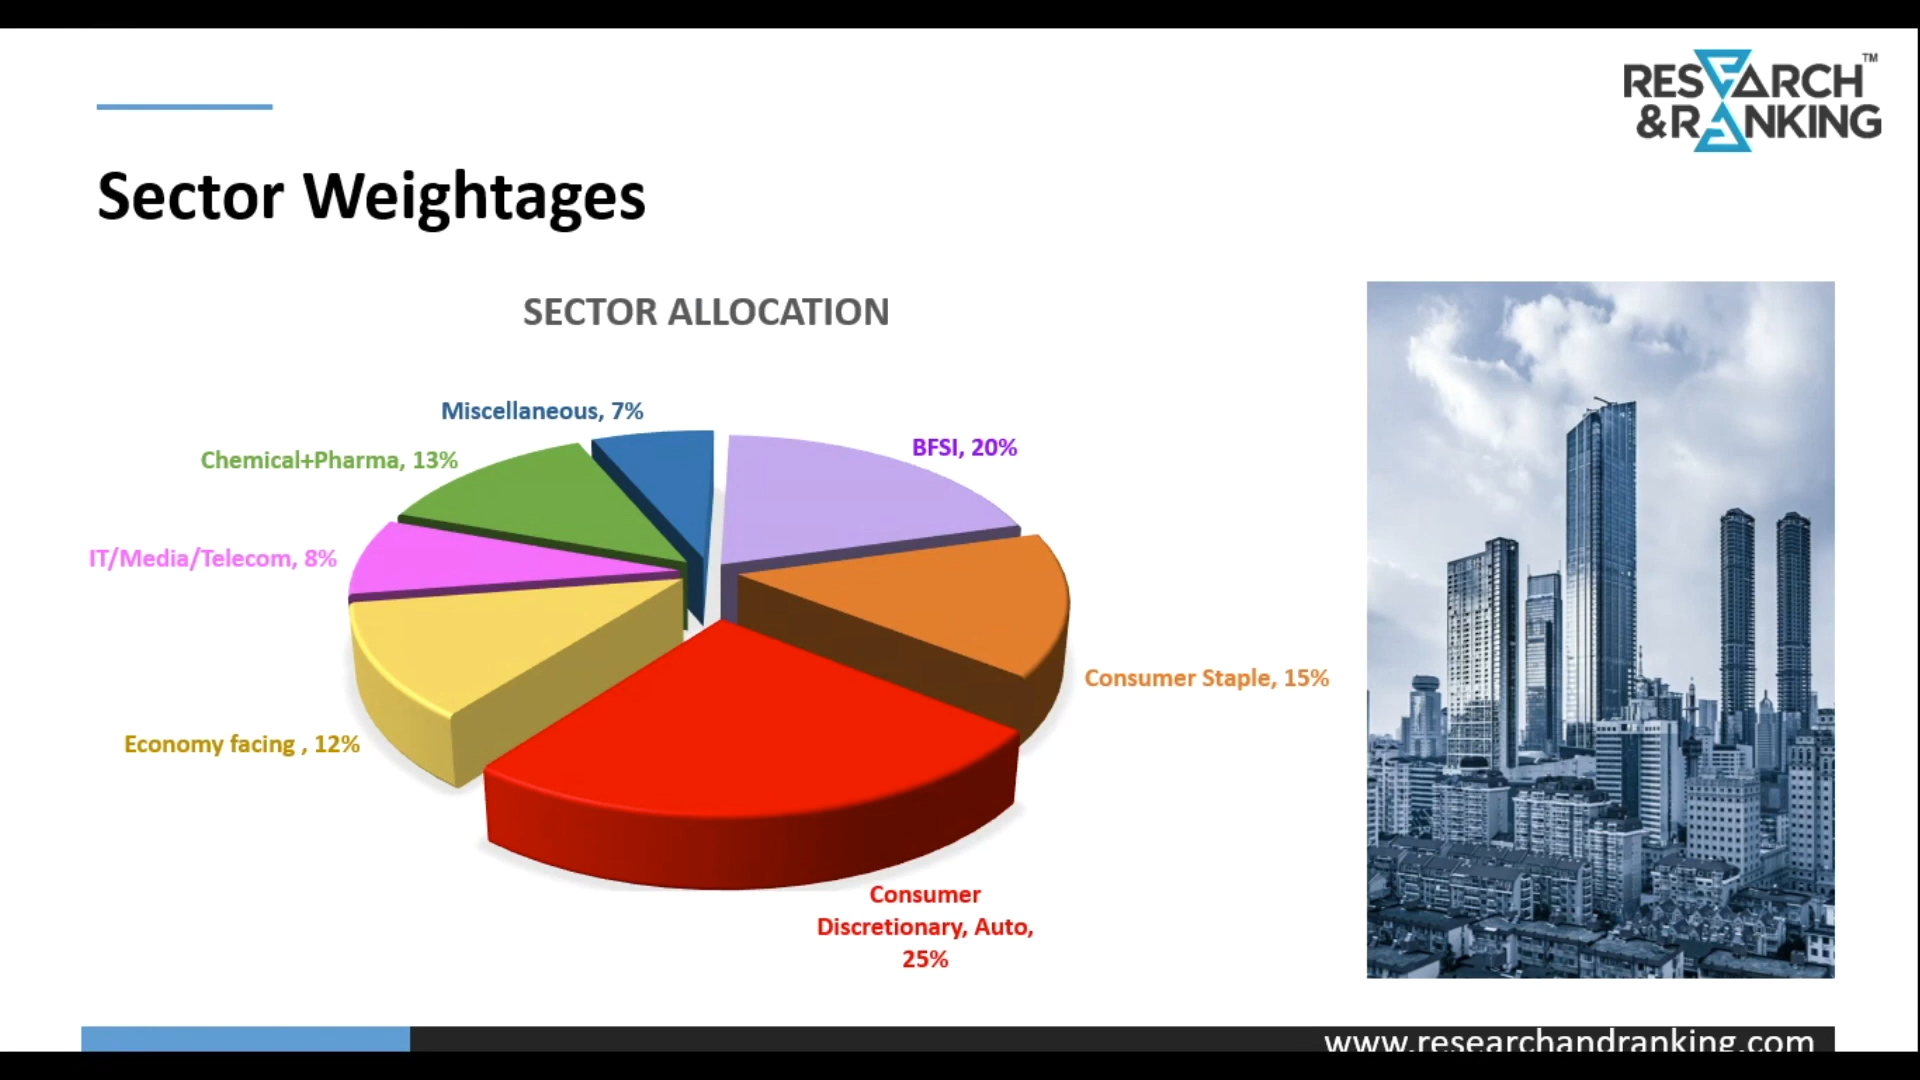 RESEARCH™
&RANKING
Sector Weightages
SECTOR ALLOCATION
Miscellaneous, 7%
BFSI, 20%
Chemical+Pharma, 13%
IT/Media/Telecom, 8%
Consumer Staple, 15%
Economy facing , 12%
Consumer
Discretionary, Auto,
25%
www.researchandranking.com